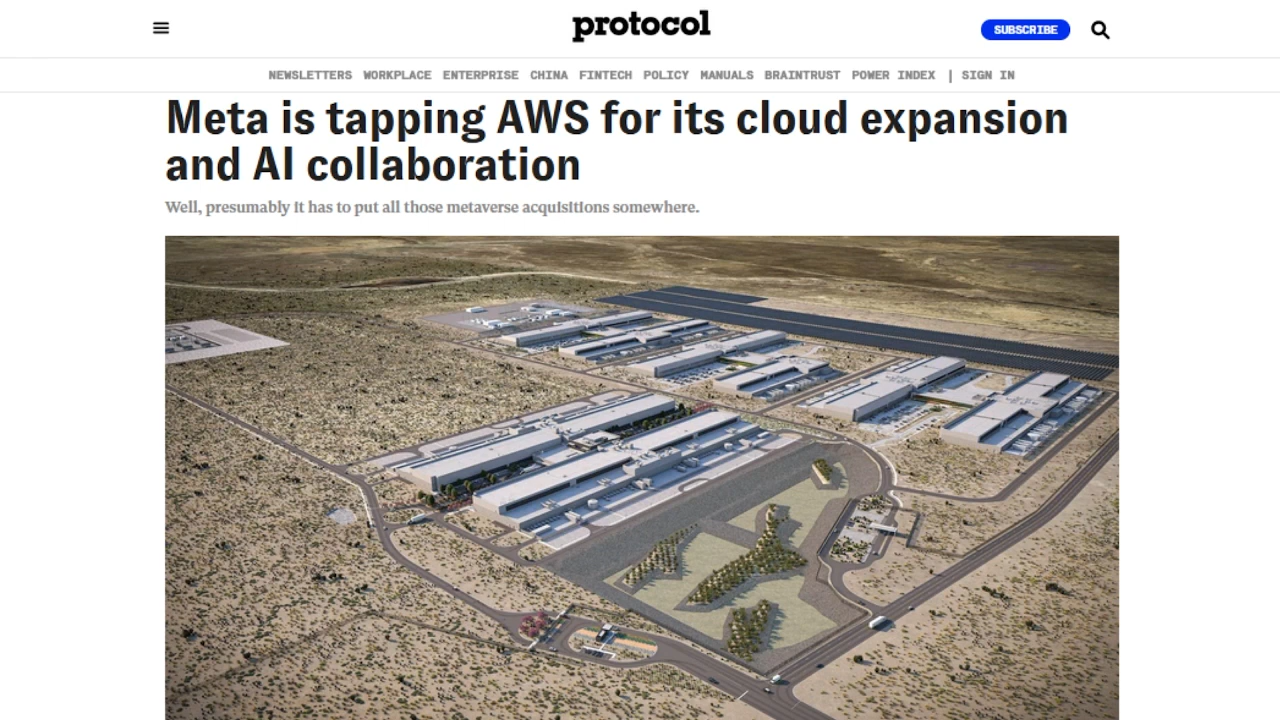 protocol
SUBSCRIBE
NEWSLETTERS WORKPLACE ENTERPRISE CHINA FINTECH POLICY MANUALS BRAINTRUST POWER INDEX | SIGN IN
Meta is tapping AWS for its cloud expansion
and AI collaboration
Well, presumably it has to put all those metaverse acquisitions somewhere.